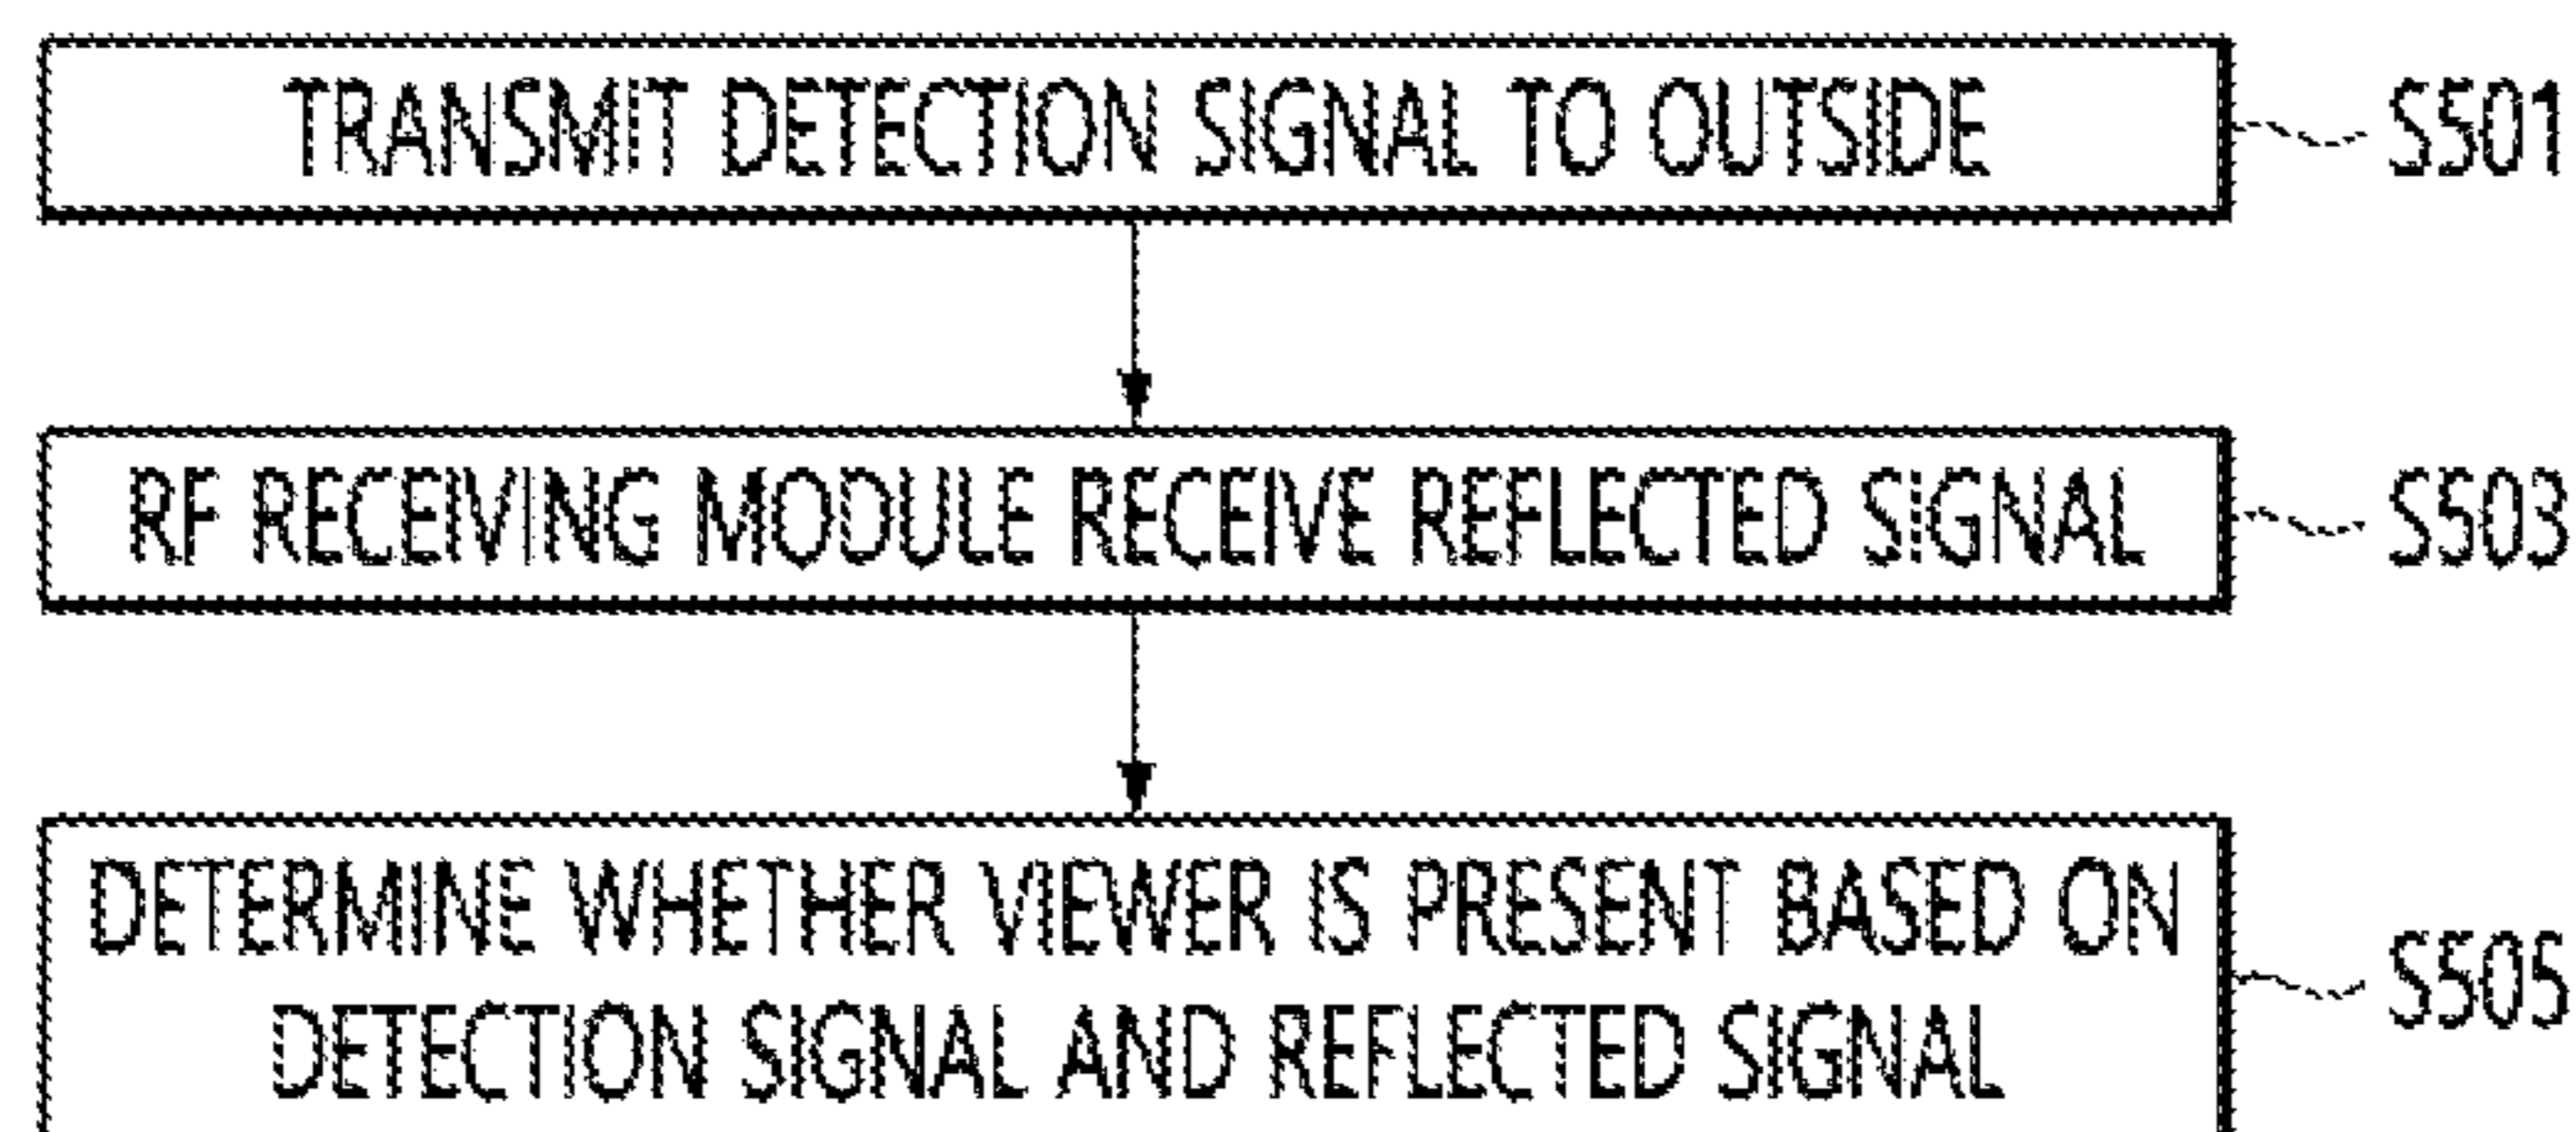 TRANSMIT DETECTION SIGNAL TO OUTSIDE
S501
RF RECEIVING MODULE RECEIVE REFLECTED SIGNAL
S503
DETERMINE WHETHER VIEWER IS PRESENT BASED ON
DETECTION SIGNAL AND REFLECTED SIGNAL
S505